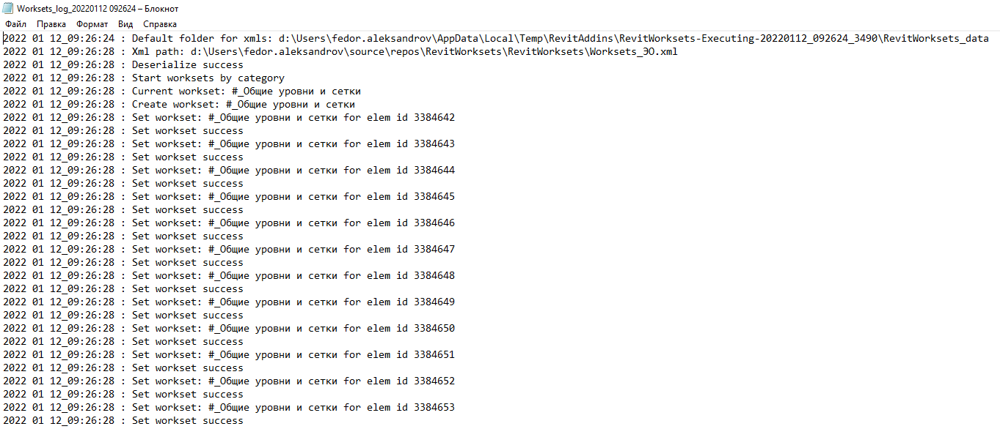 Worksets_log_20220112 092624 – Блокнот
Файл Правка Формат Вид Справка
2022 01 12_09:26:24 : Default folder for xmls: d:\Users\fedor.aleksandrov\AppData\Local\Temp\RevitAddins\RevitWorksets-Executing-20220112_092624_3490\RevitWorksets_data
2022 01 12_09:26:28 : Xml path: d:\Users\fedor.aleksandrov\source\repos\RevitWorksets\RevitWorksets\Worksets_ЭО.xml
2022 01 12_09:26:28 : Deserialize success
2022 01 12_09:26:28 : Start worksets by category
2022 01 12_09:26:28 : Current workset: #_Общие уровни и сетки
2022 01 12_09:26:28 : Create workset: #_Общие уровни и сетки
2022 01 12_09:26:28 : Set workset: #_Общие уровни и сетки for elem id 3384642
2022 01 12_09:26:28 : Set workset success
2022 01 12_09:26:28 : Set workset: #_Общие уровни и сетки for elem id 3384643
2022 01 12_09:26:28 : Set workset success
2022 01 12_09:26:28 : Set workset: #_Общие уровни и сетки for elem id 3384644
2022 01 12_09:26:28 : Set workset success
2022 01 12_09:26:28 : Set workset: #_Общие уровни и сетки for elem id 3384645
2022 01 12_09:26:28 : Set workset success
2022 01 12_09:26:28 : Set workset: #_Общие уровни и сетки for elem id 3384646
2022 01 12_09:26:28 : Set workset success
2022 01 12_09:26:28 : Set workset: #_Общие уровни и сетки for elem id 3384647
2022 01 12_09:26:28 : Set workset success
2022 01 12_09:26:28 : Set workset: #_Общие уровни и сетки for elem id 3384648
2022 01 12_09:26:28 : Set workset success
2022 01 12_09:26:28 : Set workset: #_Общие уровни и сетки for elem id 3384649
2022 01 12_09:26:28 : Set workset success
2022 01 12_09:26:28 : Set workset: #_Общие уровни и сетки for elem id 3384650
2022 01 12_09:26:28 : Set workset success
2022 01 12_09:26:28 : Set workset: #_Общие уровни и сетки for elem id 3384651
2022 01 12_09:26:28 : Set workset success
2022 01 12_09:26:28 : Set workset: #_Общие уровни и сетки for elem id 3384652
2022 01 12_09:26:28 : Set workset success
2022 01 12_09:26:28 : Set workset: #_Общие уровни и сетки for elem id 3384653
2022 01 12_09:26:28 : Set workset success